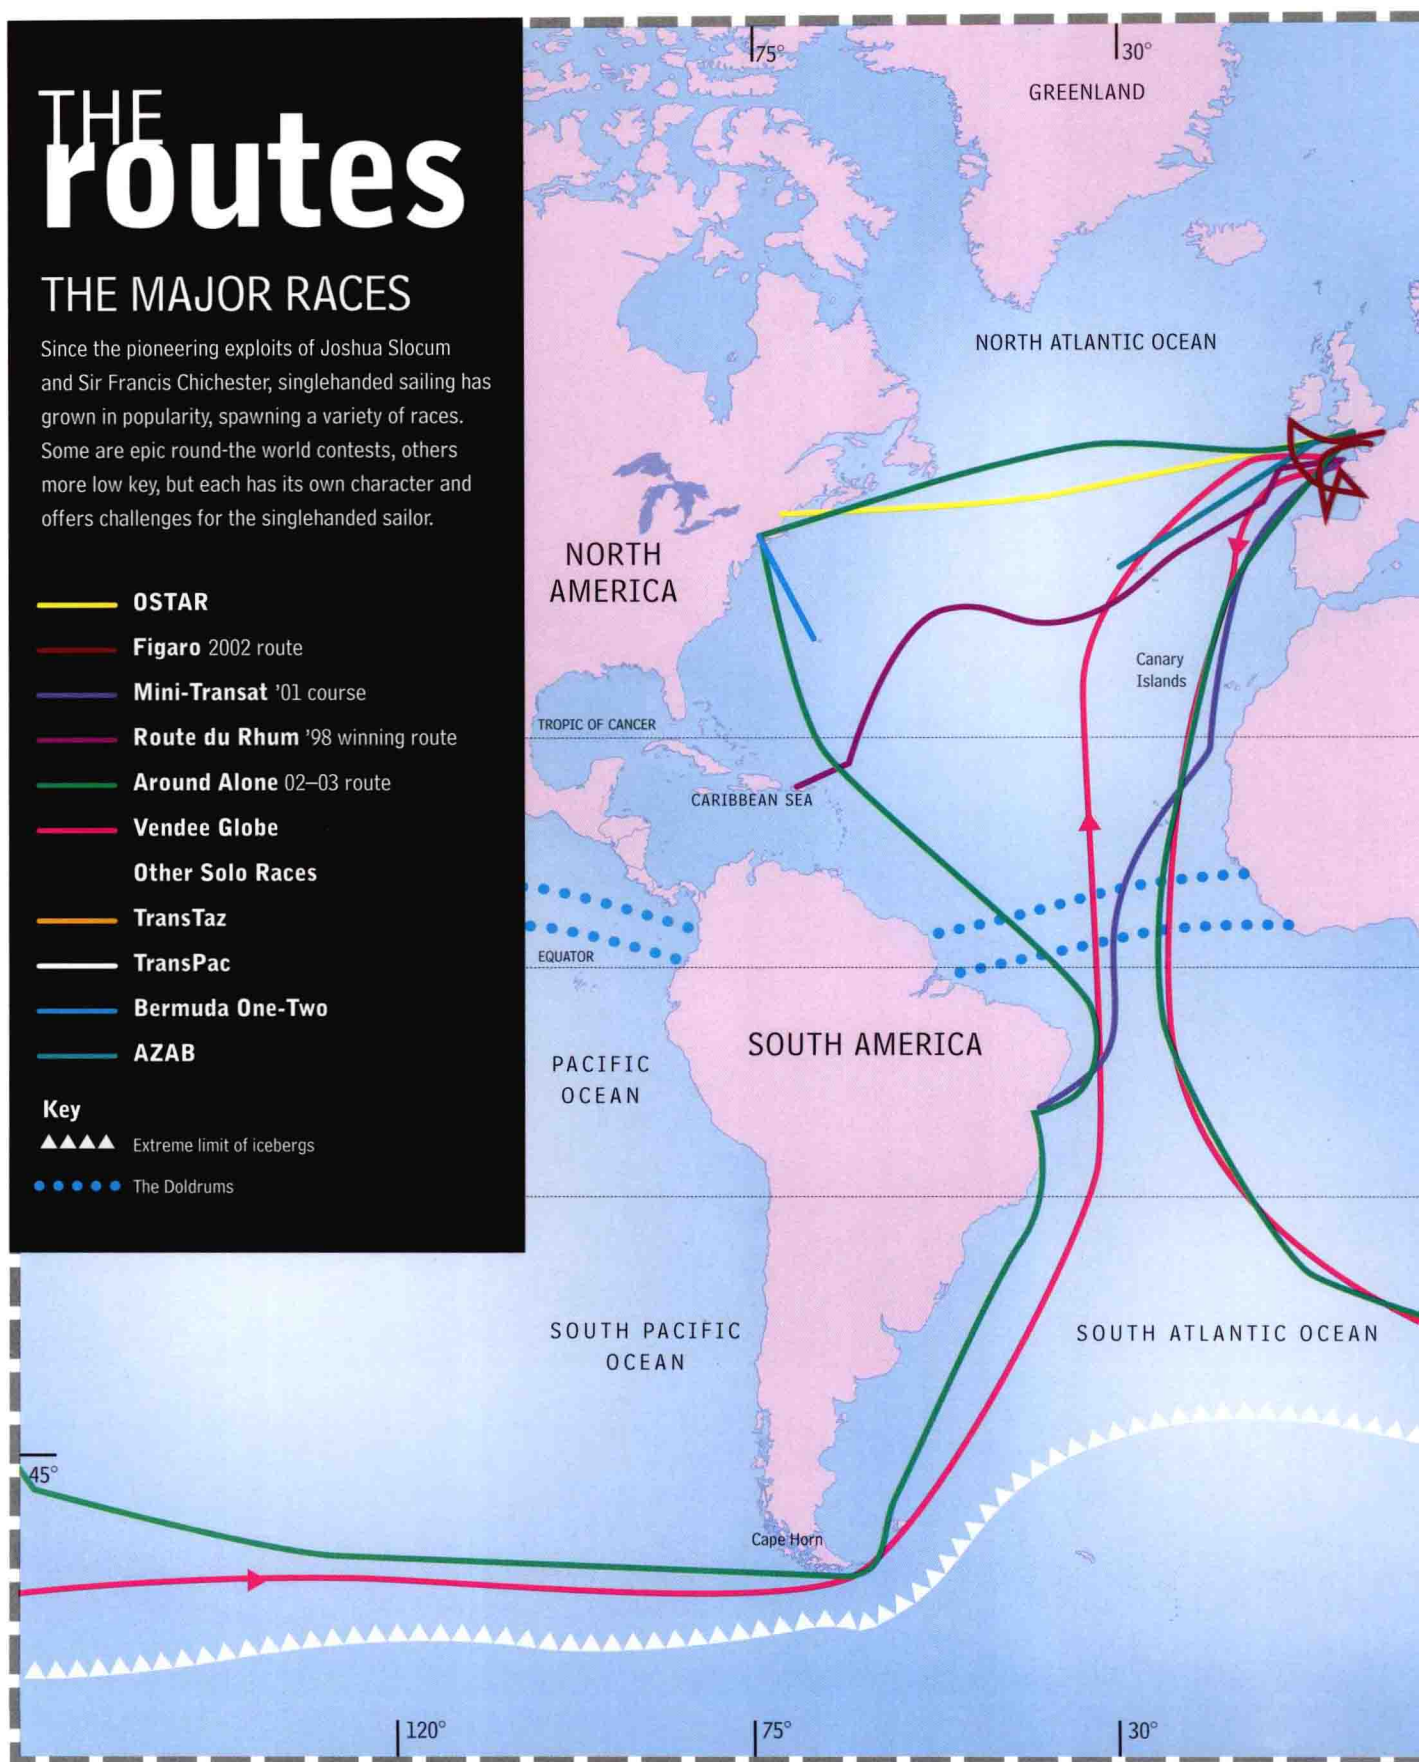 THE
routes
THE MAJOR RACES
Since the pioneering exploits of Joshua Slocum
and Sir Francis Chichester, singlehanded sailing has
grown in popularity, spawning a variety of races.
Some are epic round-the world contests, others
more low key, but each has its own character and
offers challenges for the singlehanded sailor.
OSTAR
Figaro 2002 route
Mini-Transat '01 course
Route du Rhum '98 winning route
Around Alone 02–03 route
Vendee Globe
Other Solo Races
TransTaz
TransPac
Bermuda One-Two
AZAB
Key
Extreme limit of icebergs
The Doldrums
75°
30°
GREENLAND
NORTH ATLANTIC OCEAN
NORTH
AMERICA
Canary
Islands
TROPIC OF CANCER
CARIBBEAN SEA
EQUATOR
SOUTH AMERICA
PACIFIC
OCEAN
SOUTH PACIFIC
OCEAN
SOUTH ATLANTIC OCEAN
45°
Cape Horn
120°
75°
30°